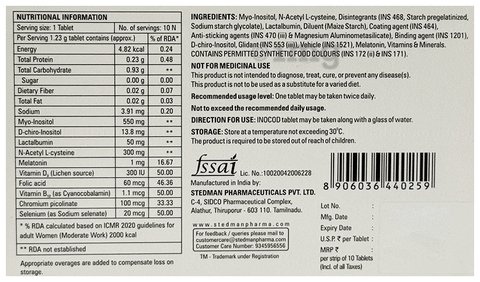 NUTRITIONAL INFORMATION
Serving size: 1 Tablet No. of servings: 10 N
Per Serving 1.23 g tablet contains (approx.) % of RDA*
Energy 4.82 kcal 0.24
Total Protein 0.23 g 0.48
Total Carbohydrate 0.93 g **
Sugar 0.00 g 0.00
Dietary Fiber 0.02 g 0.07
Total Fat 0.02 g 0.03
Sodium 3.91 mg 0.20
Myo-Inositol 550 mg **
D-chiro-Inositol 13.8 mg **
Lactalbumin 50 mg **
N-Acetyl L-cysteine 300 mg **
Melatonin 1 mg 16.67
Vitamin D₃ (Lichen source) 300 IU 50.00
Folic acid 60 mcg 46.36
Vitamin B₁₂ (as Cyanocobalamin) 1.1 mcg 50.00
Chromium picolinate 100 mcg 33.33
Selenium (as Sodium selenate) 20 mcg 50.00
* % RDA calculated based on ICMR 2020 guidelines for
adult Women (Moderate Work) 2000 kcal
** RDA not established
Appropriate overages are added to compensate loss on
storage.
INGREDIENTS: Myo-Inositol, N-Acetyl L-cysteine, Disintegrants (INS 468, Starch pregelatinized,
Sodium starch glycolate), Lactalbumin, Diluent (Maize Starch), Coating agent (INS 464),
Anti-sticking agents (INS 470 (iii) & Magnesium Aluminometasilicate), Binding agent (INS 1201),
D-chiro-Inositol, Glidant (INS 553 (iii)), Vehicle (INS 1521), Melatonin, Vitamins & Minerals.
CONTAINS PERMITTED SYNTHETIC FOOD COLOURS (INS 172 (ii) & INS 171).
NOT FOR MEDICINAL USE
This product is not intended to diagnose, treat, cure, or prevent any disease(s).
This product is not to be used as a substitute for a varied diet.
Recommended usage level: One tablet may be taken twice daily.
Not to exceed the recommended daily usage.
DIRECTION FOR USE: INOCOD tablet may be taken along with a glass of water.
STORAGE: Store at a temperature not exceeding 30°C.
The product is required to be stored out of reach of children.
fssai
Lic. No.: 10020042006228
Manufactured in India by:
STEDMAN PHARMACEUTICALS PVT. LTD.
C-4, SIDCO Pharmaceutical Complex,
Alathur, Thiruporur - 603 110. Tamilnadu.
www.stedmanpharma.com
For feedback / queries please mail to
customercare@stedmanpharma.com
Customercare Number: 9345956556
TM - Trademark under Registration
8 906036 440259
Lot No. :
Mfg. Date :
Expiry Date :
U.S.P. ₹ per Tablet :
MRP ₹ :
per strip of 10 Tablets
(Incl. of all Taxes)